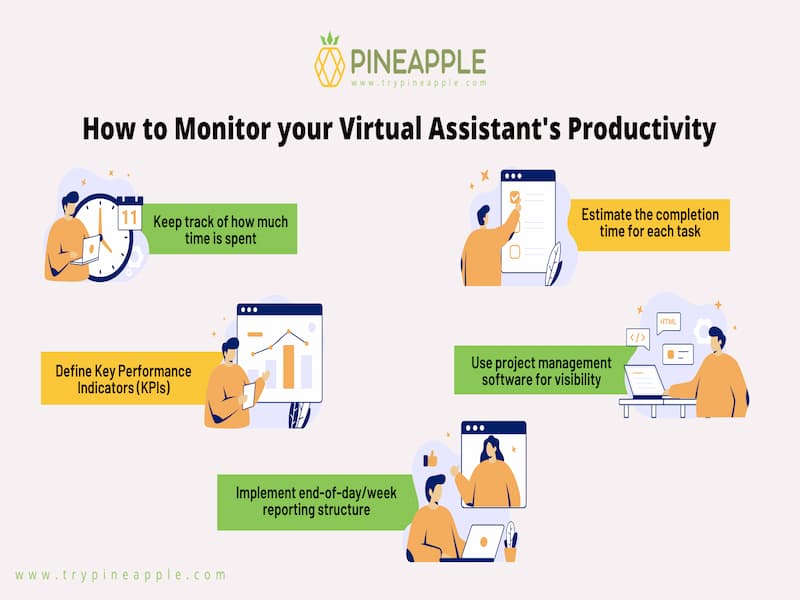 PINEAPPLE
www.trypineapple.com
How to Monitor your Virtual Assistant's Productivity
11
Keep track of how much
time is spent
Estimate the completion
time for each task
Define Key Performance
Indicators (KPIs)
HTML
</>
Use project management
software for visibility
Implement end-of-day/week
reporting structure
www.trypineapple.com